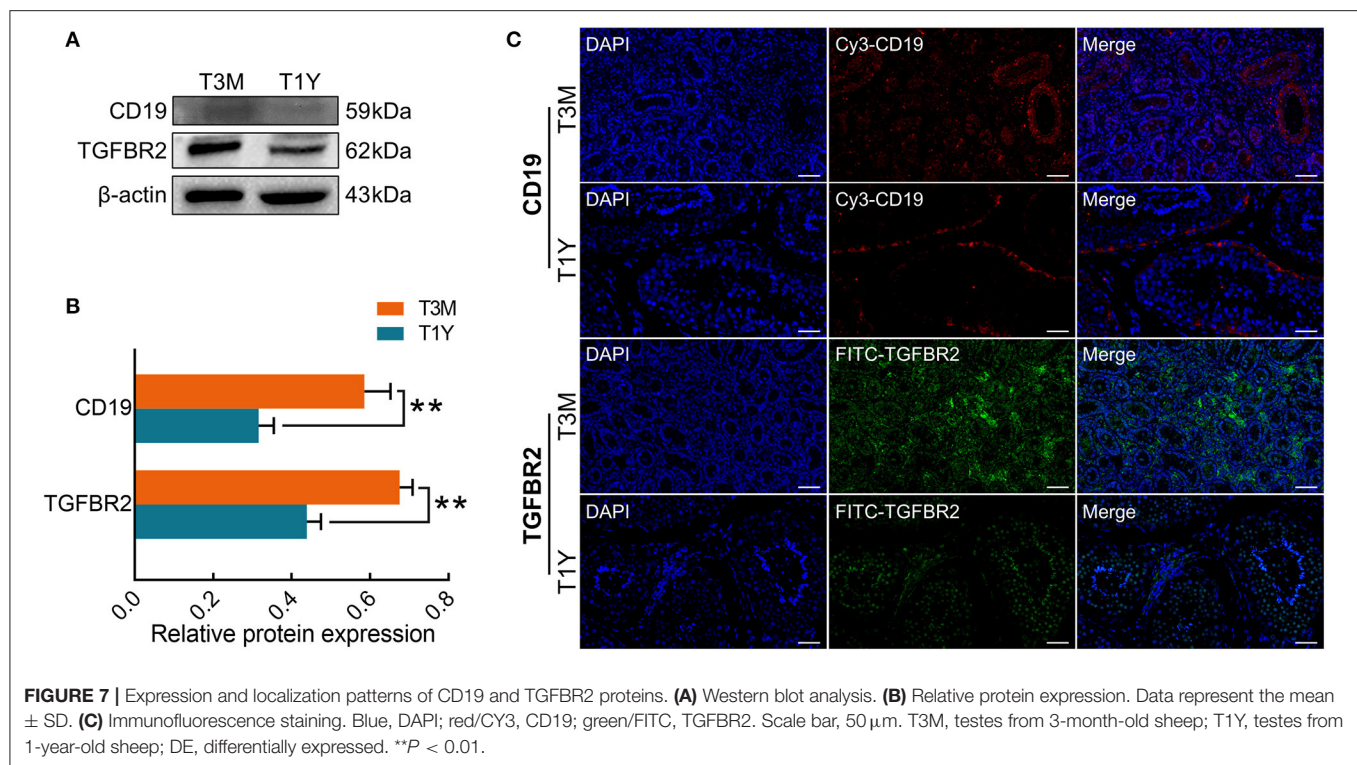 A
T3M T1Y
CD19 59kDa
TGFBR2 62kDa
β-actin 43kDa
B
T3M
T1Y
CD19
**
TGFBR2
**
0.0 0.2 0.4 0.6 0.8
Relative protein expression
C
CD19
T3M
DAPI Cy3-CD19 Merge
T1Y
DAPI Cy3-CD19 Merge
TGFBR2
T3M
DAPI FITC-TGFBR2 Merge
T1Y
DAPI FITC-TGFBR2 Merge
FIGURE 7 | Expression and localization patterns of CD19 and TGFBR2 proteins. (A) Western blot analysis. (B) Relative protein expression. Data represent the mean
± SD. (C) Immunofluorescence staining. Blue, DAPI; red/CY3, CD19; green/FITC, TGFBR2. Scale bar, 50 μm. T3M, testes from 3-month-old sheep; T1Y, testes from
1-year-old sheep; DE, differentially expressed. **P < 0.01.